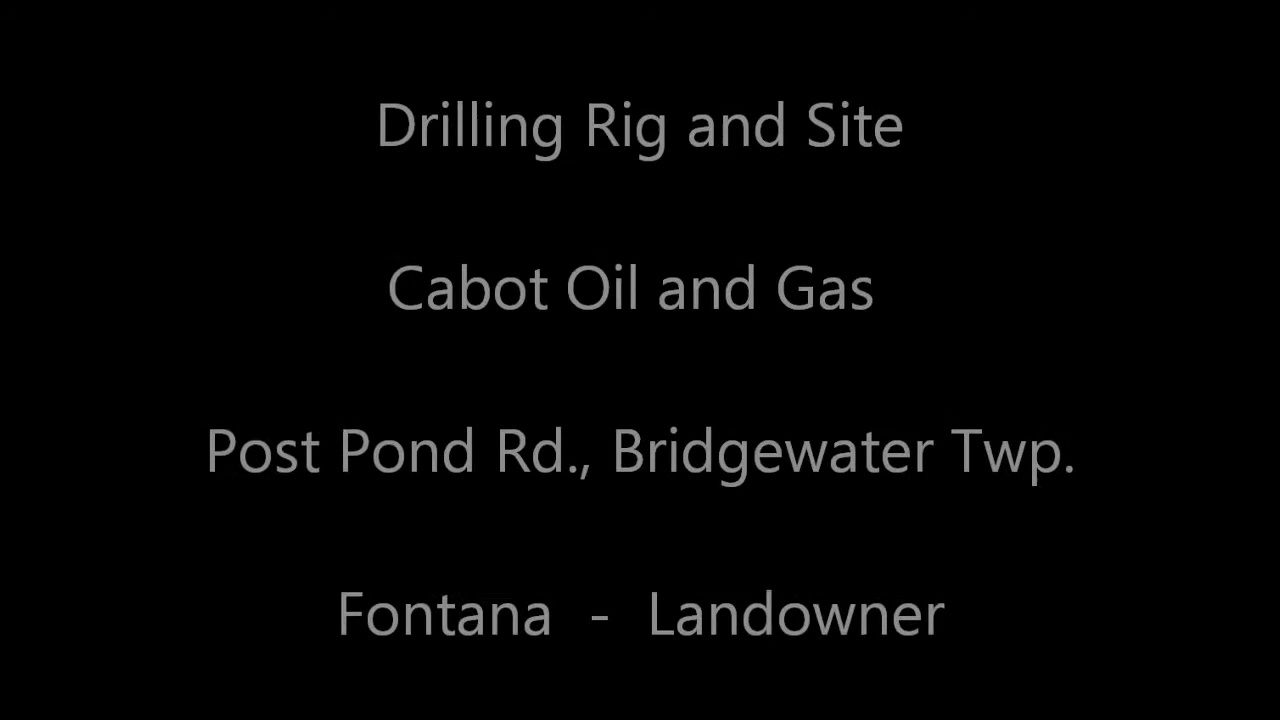 Drilling Rig and Site
Cabot Oil and Gas
Post Pond Rd., Bridgewater Twp.
Fontana - Landowner